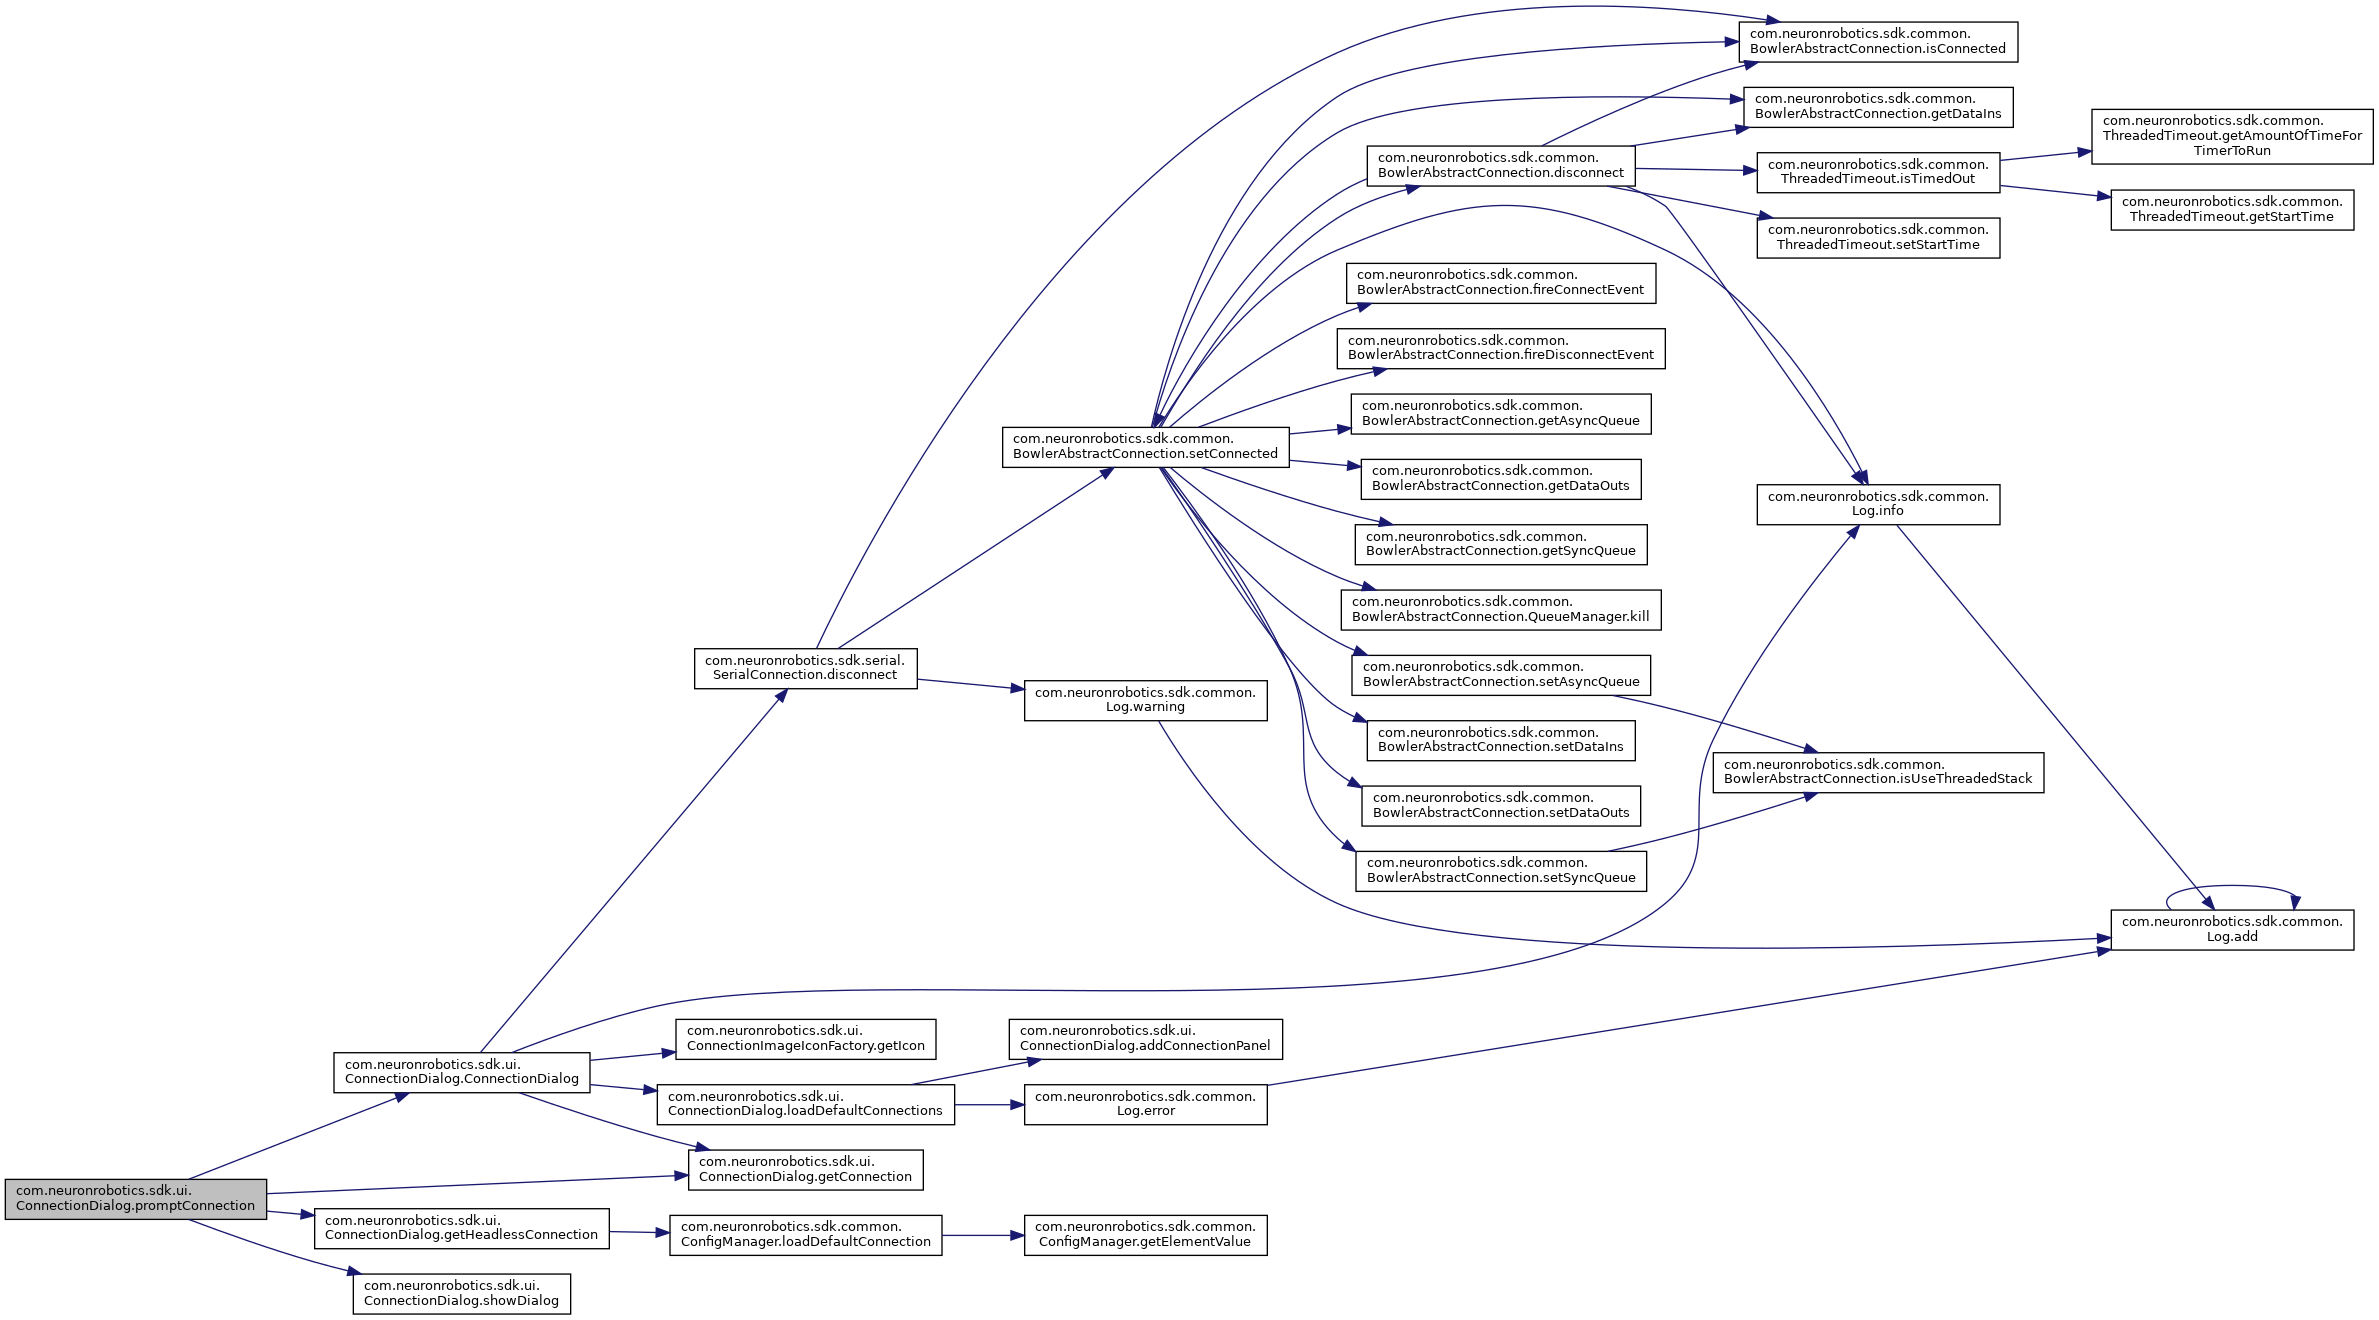 com.neuronrobotics.sdk.ui.
ConnectionDialog.promptConnection
com.neuronrobotics.sdk.ui.
ConnectionDialog.ConnectionDialog
com.neuronrobotics.sdk.ui.
ConnectionDialog.getHeadlessConnection
com.neuronrobotics.sdk.ui.
ConnectionDialog.showDialog
com.neuronrobotics.sdk.serial.
SerialConnection.disconnect
com.neuronrobotics.sdk.ui.
ConnectionImageIconFactory.getIcon
com.neuronrobotics.sdk.ui.
ConnectionDialog.loadDefaultConnections
com.neuronrobotics.sdk.ui.
ConnectionDialog.getConnection
com.neuronrobotics.sdk.common.
ConfigManager.loadDefaultConnection
com.neuronrobotics.sdk.common.
BowlerAbstractConnection.setConnected
com.neuronrobotics.sdk.common.
Log.warning
com.neuronrobotics.sdk.ui.
ConnectionDialog.addConnectionPanel
com.neuronrobotics.sdk.common.
Log.error
com.neuronrobotics.sdk.common.
ConfigManager.getElementValue
com.neuronrobotics.sdk.common.
BowlerAbstractConnection.disconnect
com.neuronrobotics.sdk.common.
BowlerAbstractConnection.fireConnectEvent
com.neuronrobotics.sdk.common.
BowlerAbstractConnection.fireDisconnectEvent
com.neuronrobotics.sdk.common.
BowlerAbstractConnection.getAsyncQueue
com.neuronrobotics.sdk.common.
BowlerAbstractConnection.getDataOuts
com.neuronrobotics.sdk.common.
BowlerAbstractConnection.getSyncQueue
com.neuronrobotics.sdk.common.
BowlerAbstractConnection.QueueManager.kill
com.neuronrobotics.sdk.common.
BowlerAbstractConnection.setAsyncQueue
com.neuronrobotics.sdk.common.
BowlerAbstractConnection.setDataIns
com.neuronrobotics.sdk.common.
BowlerAbstractConnection.setDataOuts
com.neuronrobotics.sdk.common.
BowlerAbstractConnection.setSyncQueue
com.neuronrobotics.sdk.common.
BowlerAbstractConnection.isConnected
com.neuronrobotics.sdk.common.
BowlerAbstractConnection.getDataIns
com.neuronrobotics.sdk.common.
ThreadedTimeout.isTimedOut
com.neuronrobotics.sdk.common.
ThreadedTimeout.setStartTime
com.neuronrobotics.sdk.common.
Log.info
com.neuronrobotics.sdk.common.
BowlerAbstractConnection.isUseThreadedStack
com.neuronrobotics.sdk.common.
ThreadedTimeout.getAmountOfTimeFor
TimerToRun
com.neuronrobotics.sdk.common.
ThreadedTimeout.getStartTime
com.neuronrobotics.sdk.common.
Log.add